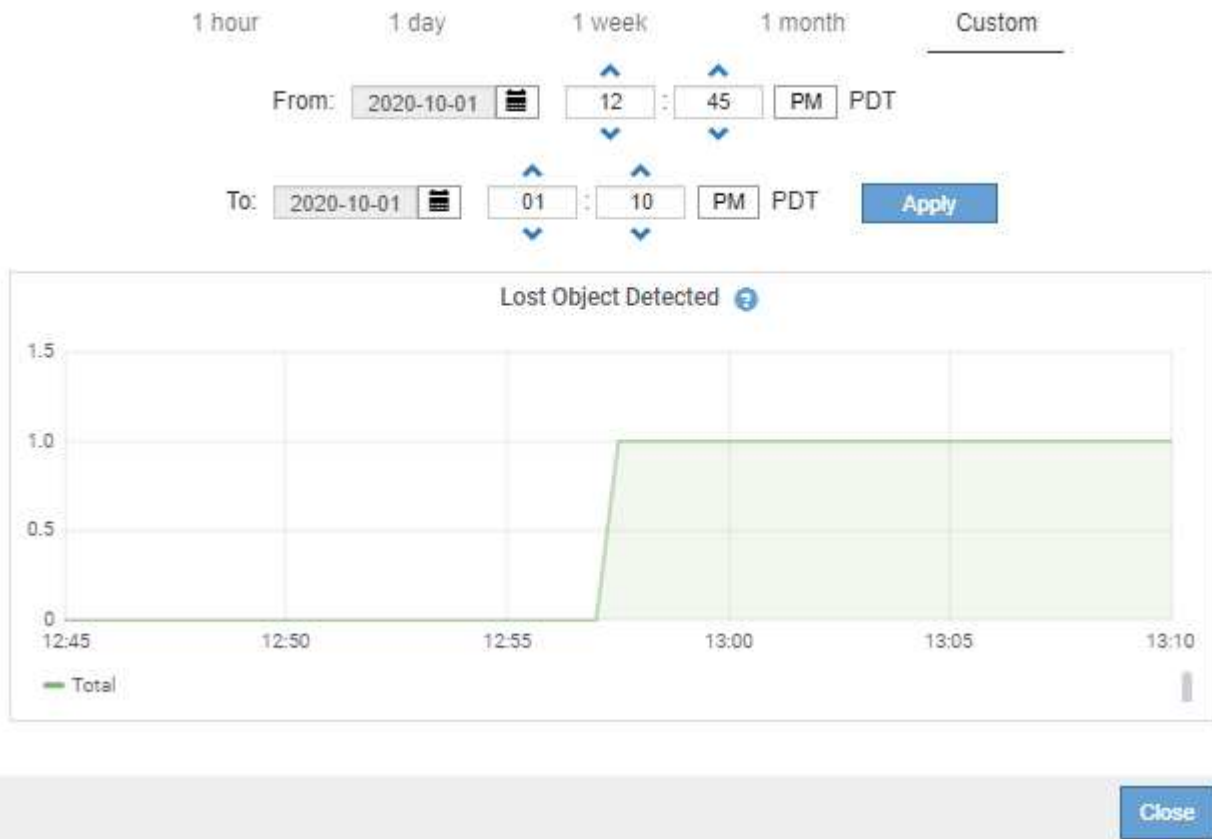 1 hour 1 day 1 week 1 month Custom
From: 2020-10-01 12 : 45 PM PDT
To: 2020-10-01 01 : 10 PM PDT Apply
Lost Object Detected ?
1.5
1.0
0.5
0
12:45 12:50 12:55 13:00 13:05 13:10
Total
Close